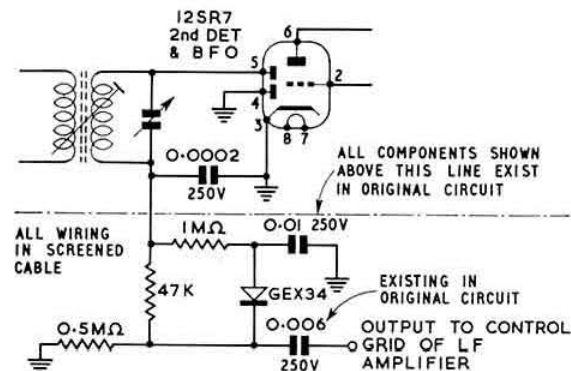 12SR7
2nd DET
& BFO
6
5
2
4
3
8 7
0.0002
250V
ALL COMPONENTS SHOWN
ABOVE THIS LINE EXIST
IN ORIGINAL CIRCUIT
ALL WIRING
IN SCREENED
CABLE
1MΩ
0.01 250V
47K
GEX34
EXISTING IN
ORIGINAL CIRCUIT
0.5MΩ
0.006
250V
OUTPUT TO CONTROL
GRID OF LF
AMPLIFIER